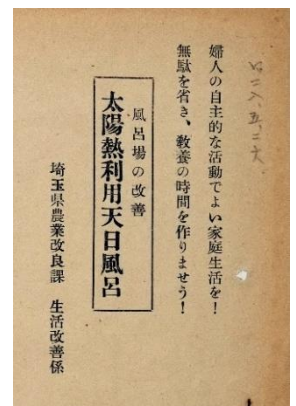 婦人の自主的な活動でよい家庭生活を!
無駄を省き、教養の時間を作りませう!
風呂場の改善
太陽熱利用天日風呂
埼玉県農業改良課　生活改善係